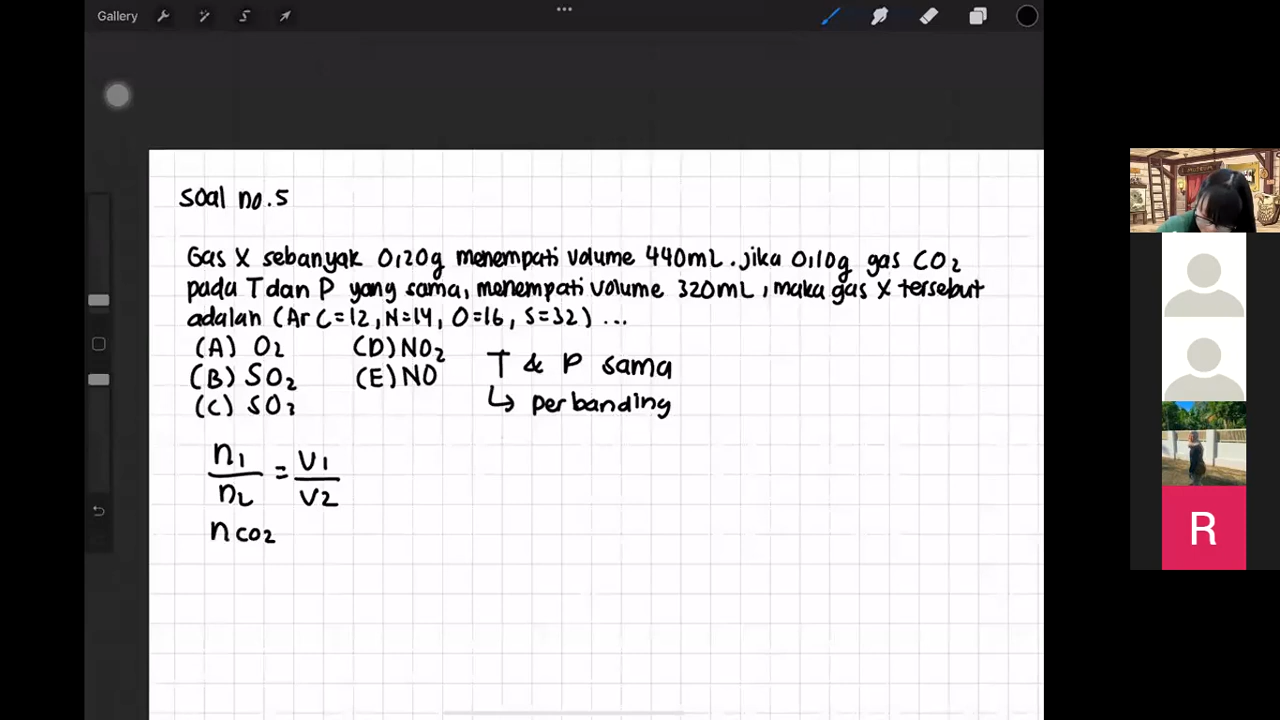 Gallery
soal no.5
Gas X sebanyak 0,20g menempati volume 440mL. jika 0,10g gas CO2
pada T dan P yang sama, menempati volume 320mL, maka gas X tersebut
adalah (Ar C=12, N=14, O=16, S=32) ...
(A) O2 (D) NO2
(B) SO2 (E) NO
(C) SO3
T & P sama
↳ perbanding
n1/n2 = V1/V2
n CO2
R